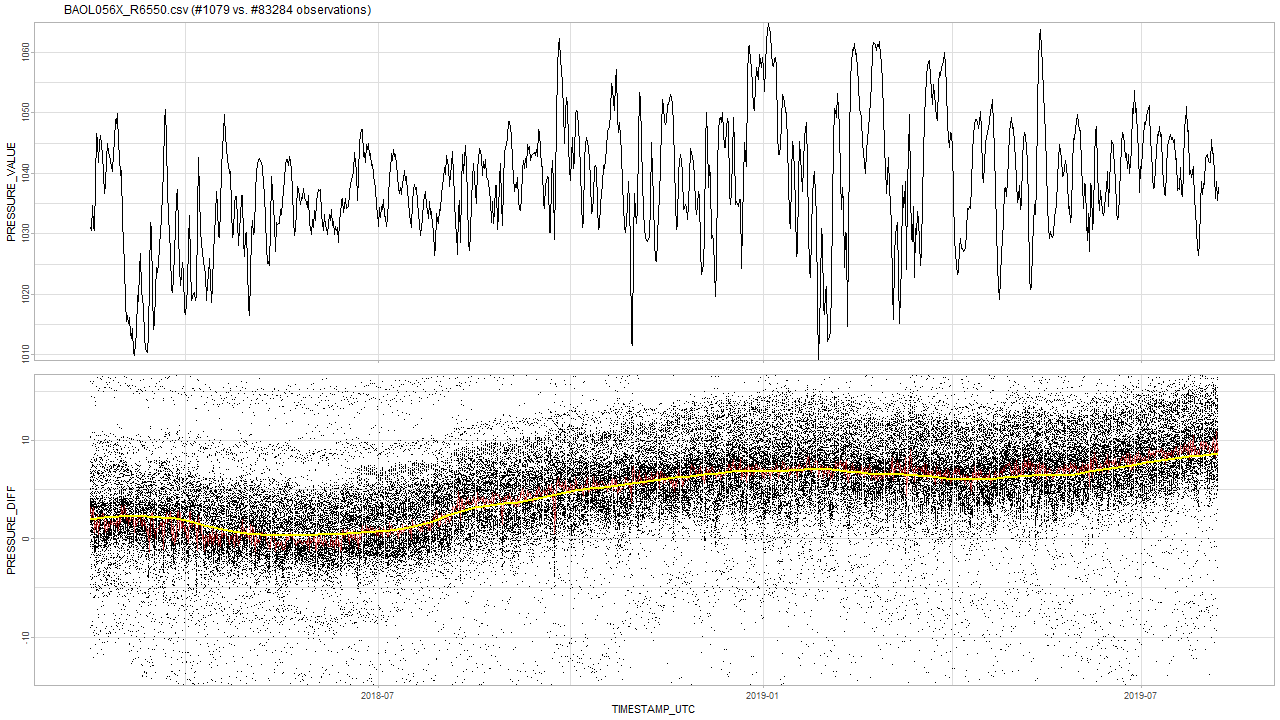 BAOL056X_R6550.csv (#1079 vs. #83284 observations)
PRESSURE_VALUE
1060
1050
1040
1030
1020
1010
PRESSURE_DIFF
10
0
-10
2018-07 2019-01 2019-07
TIMESTAMP_UTC